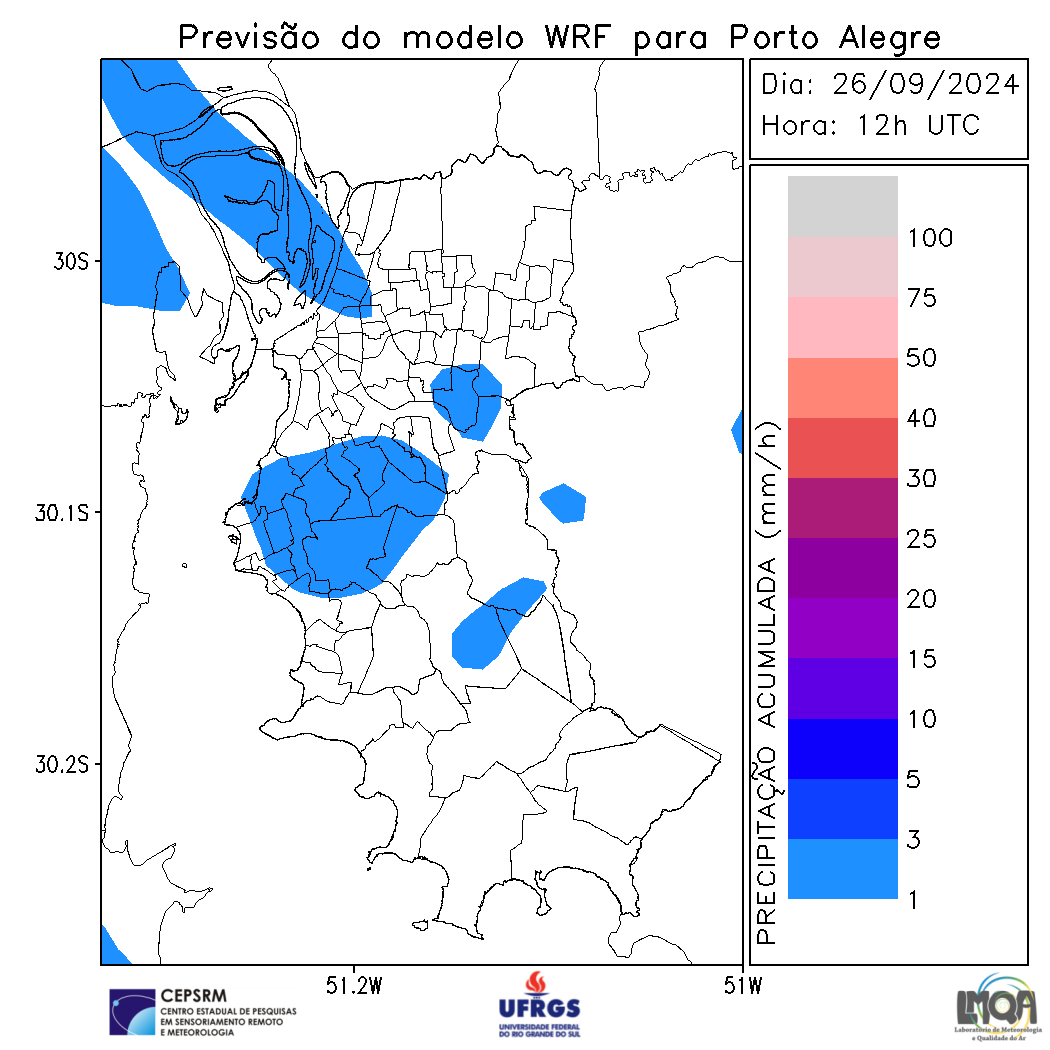 Previsão do modelo WRF para Porto Alegre
Dia: 26/09/2024
Hora: 12h UTC
30S
30.1S
30.2S
51.2W
51W
PRECIPITAÇÃO ACUMULADA (mm/h)
100
75
50
40
30
25
20
15
10
5
3
1
CEPSRM
CENTRO ESTADUAL DE PESQUISAS
EM SENSORIAMENTO REMOTO
E METEOROLOGIA
UFRGS
UNIVERSIDADE FEDERAL
DO RIO GRANDE DO SUL
LMQA
Laboratório de Meteorologia
e Qualidade do Ar